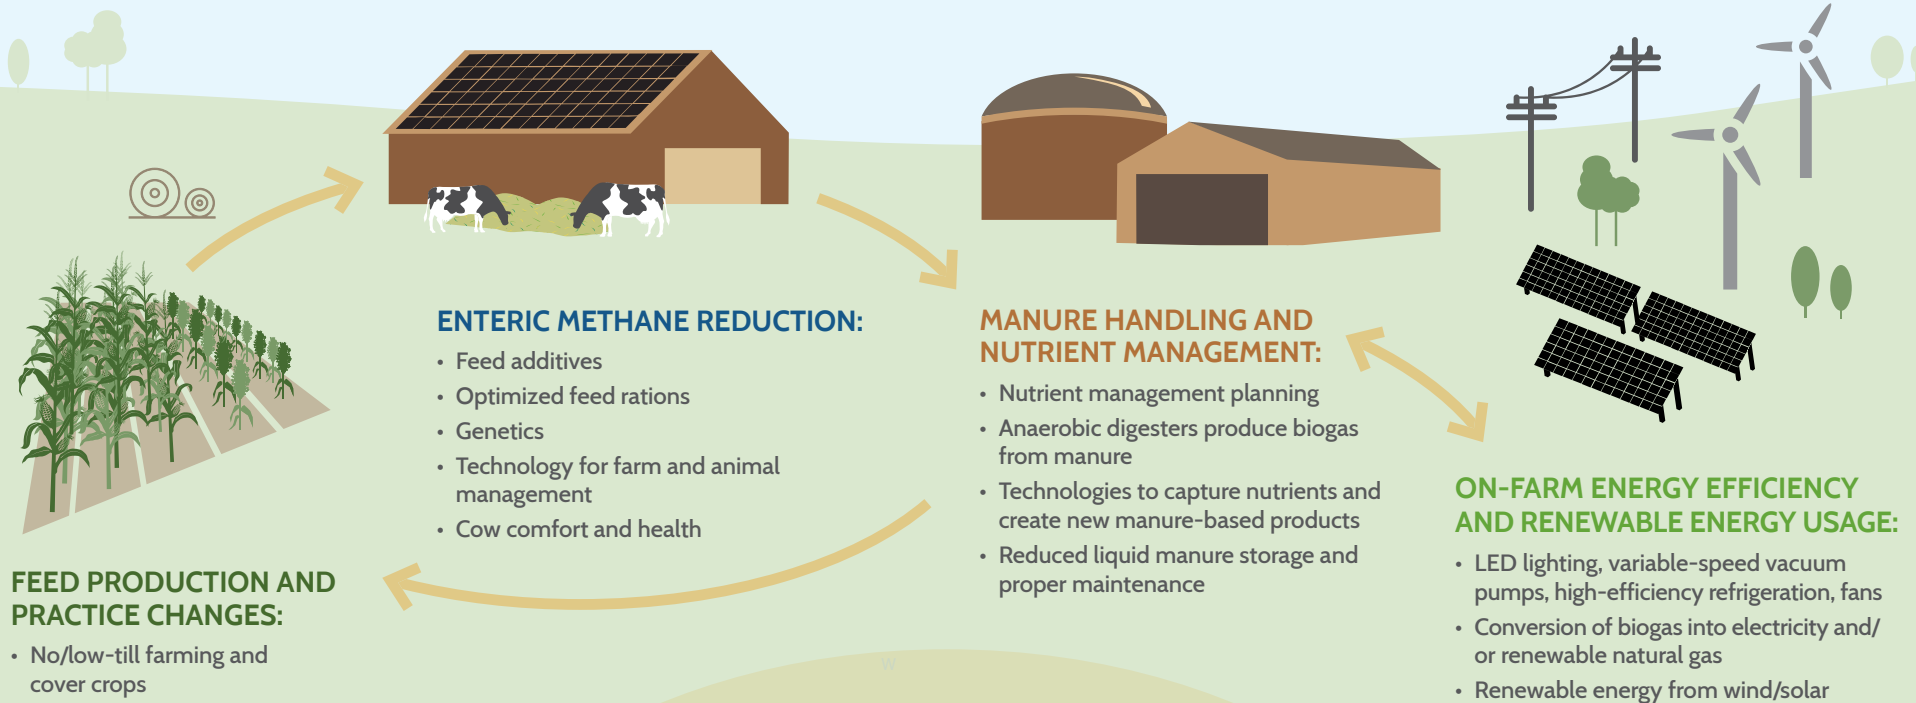 ENTERIC METHANE REDUCTION:
• Feed additives
• Optimized feed rations
• Genetics
• Technology for farm and animal
management
• Cow comfort and health
MANURE HANDLING AND
NUTRIENT MANAGEMENT:
• Nutrient management planning
• Anaerobic digesters produce biogas
from manure
• Technologies to capture nutrients and
create new manure-based products
• Reduced liquid manure storage and
proper maintenance
ON-FARM ENERGY EFFICIENCY
AND RENEWABLE ENERGY USAGE:
• LED lighting, variable-speed vacuum
pumps, high-efficiency refrigeration, fans
• Conversion of biogas into electricity and/
or renewable natural gas
• Renewable energy from wind/solar
FEED PRODUCTION AND
PRACTICE CHANGES:
• No/low-till farming and
cover crops
W